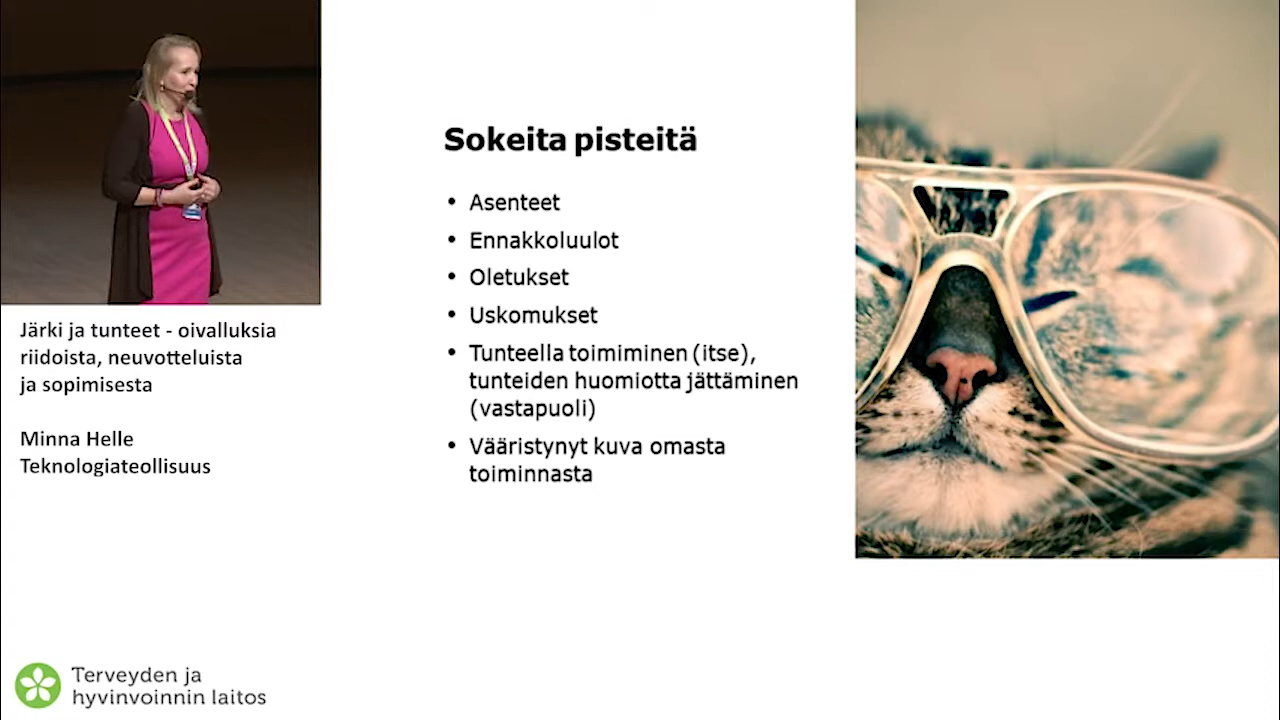 Järki ja tunteet - oivalluksia
riidoista, neuvotteluista
ja sopimisesta
Minna Helle
Teknologiateollisuus
Sokeita pisteitä
• Asenteet
• Ennakkoluulot
• Oletukset
• Uskomukset
• Tunteella toimiminen (itse),
tunteiden huomiotta jättäminen
(vastapuoli)
• Vääristynyt kuva omasta
toiminnasta
Terveyden ja
hyvinvoinnin laitos